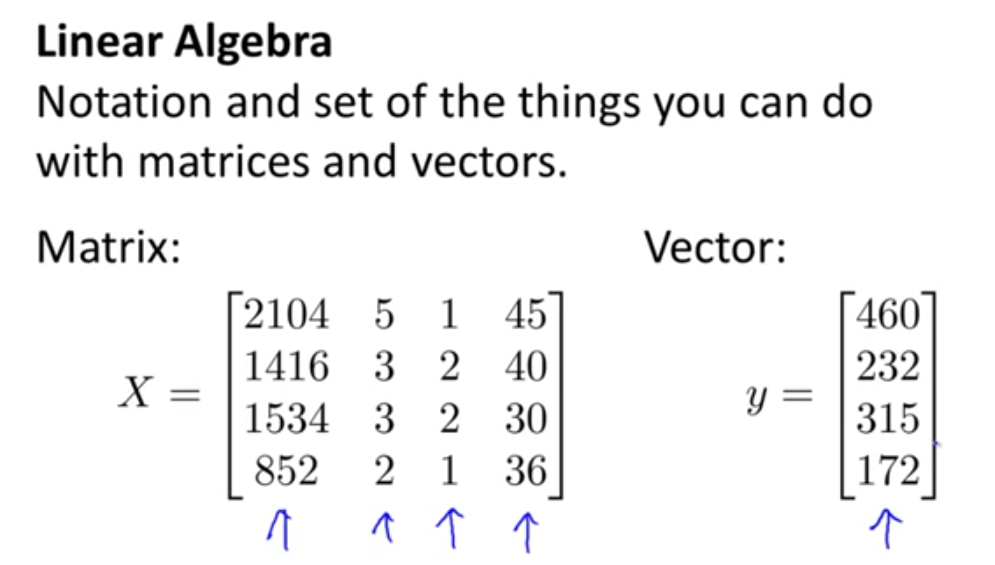 Linear Algebra
Notation and set of the things you can do
with matrices and vectors.
Matrix:
X =
2104 5 1 45
1416 3 2 40
1534 3 2 30
852 2 1 36
Vector:
y =
460
232
315
172